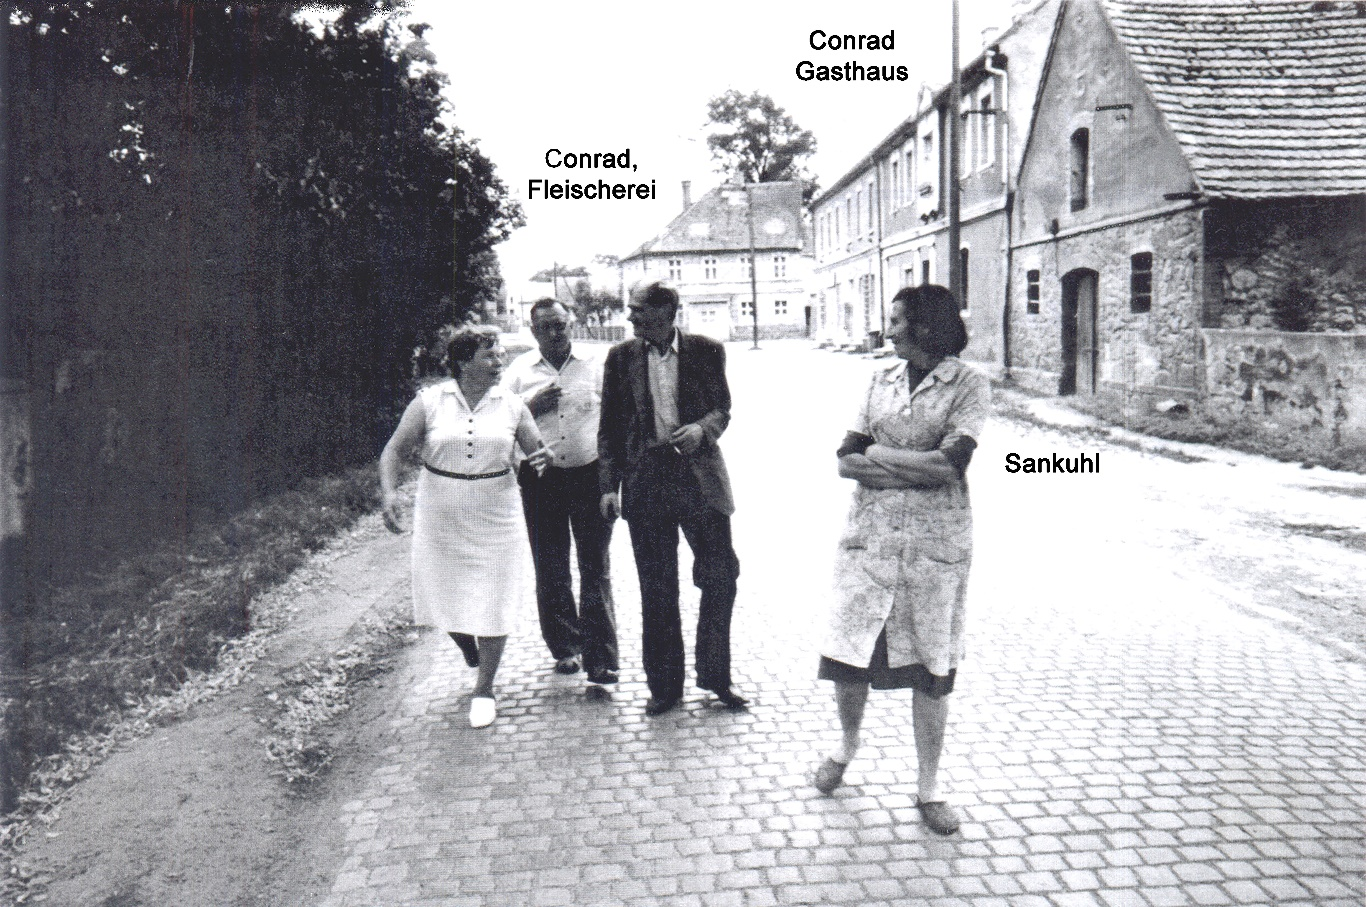 Conrad
Gasthaus
Conrad,
Fleischerei
Sankuhl